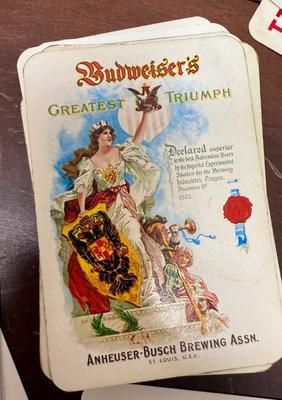 Budweiser's
GREATEST TRIUMPH
Declared superior
to the best Bohemian Beers
by the Imperial Experimental
Station for the Brewing
Industries, Prague,
December
1903.
ANHEUSER-BUSCH BREWING ASSN.
ST. LOUIS, U.S.A.